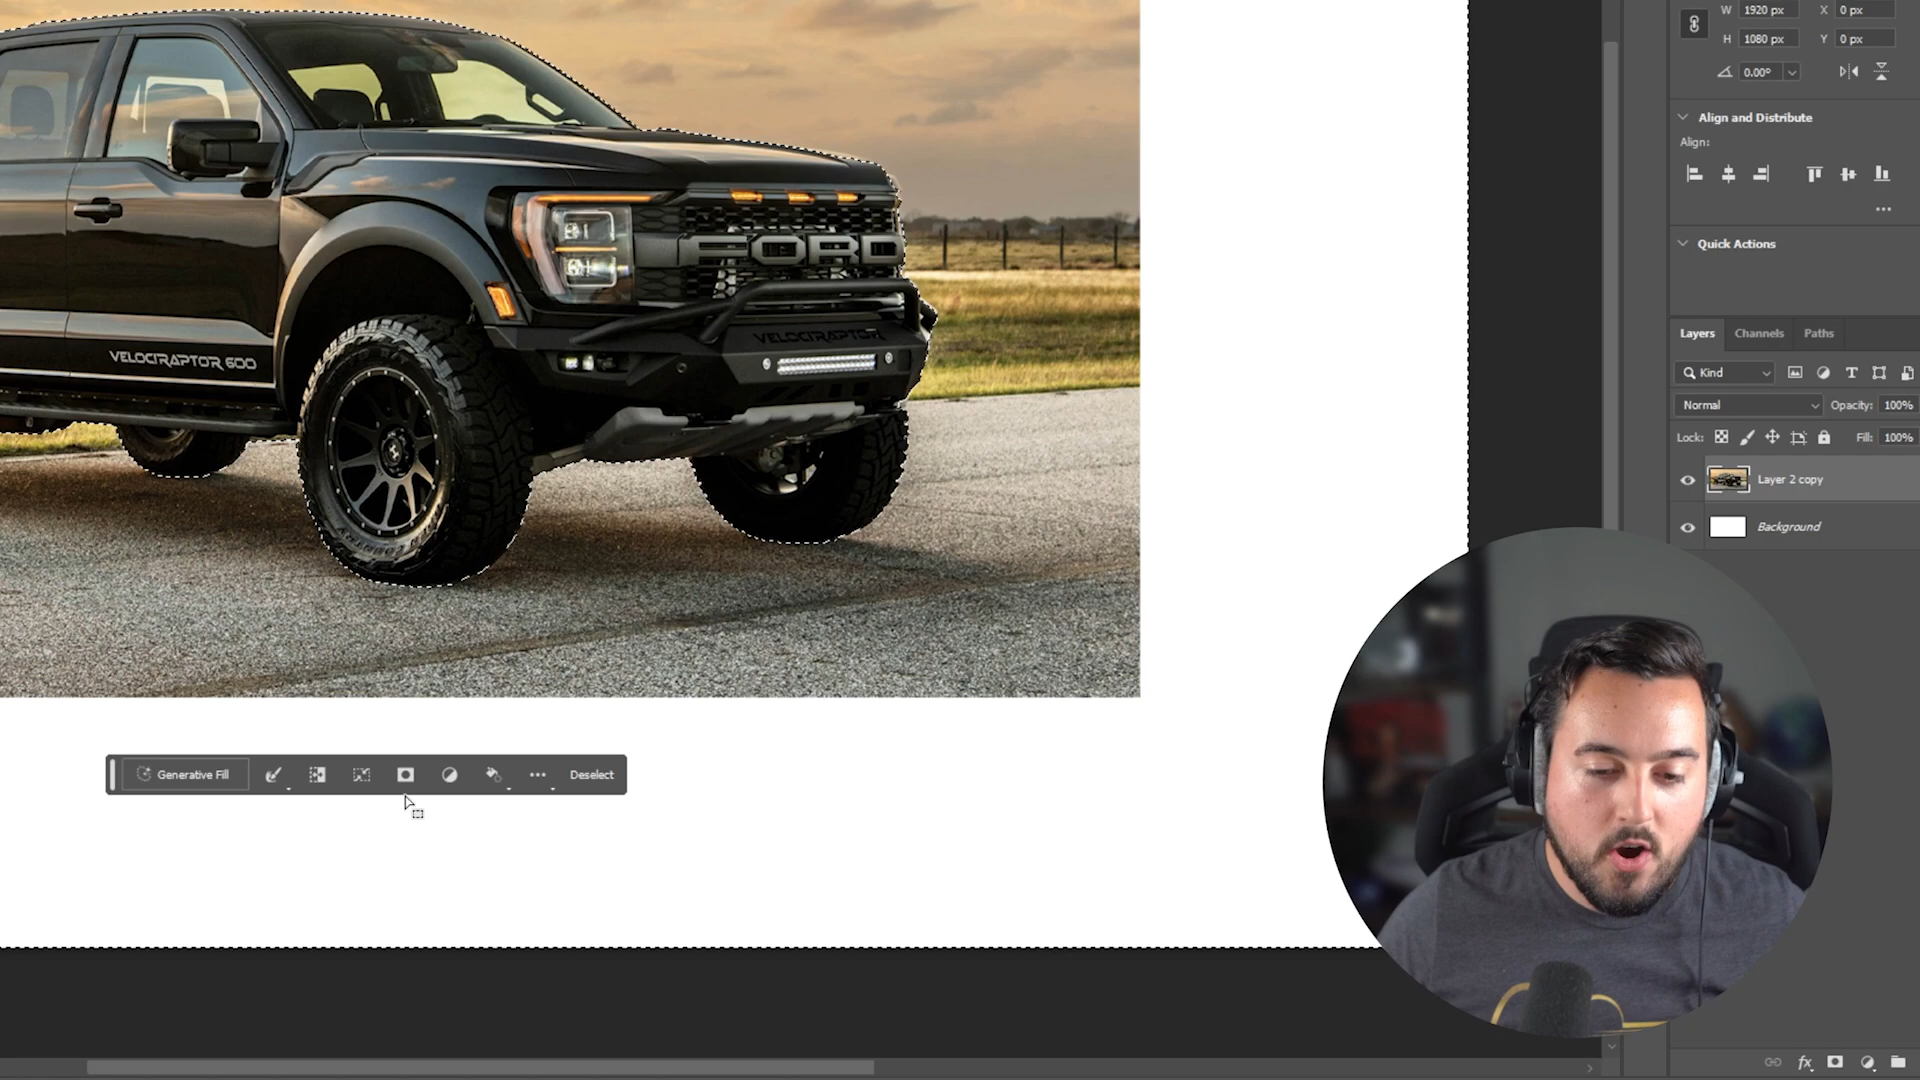 W 1920 px X 0 px
H 1080 px Y 0 px
0.00°
Align and Distribute
Align:
Quick Actions
Layers Channels Paths
Kind
Normal Opacity: 100%
Lock: Fill: 100%
Layer 2 copy
Background
FORD
VELOCIRAPTOR
VELOCIRAPTOR 600
Generative Fill Deselect
fx